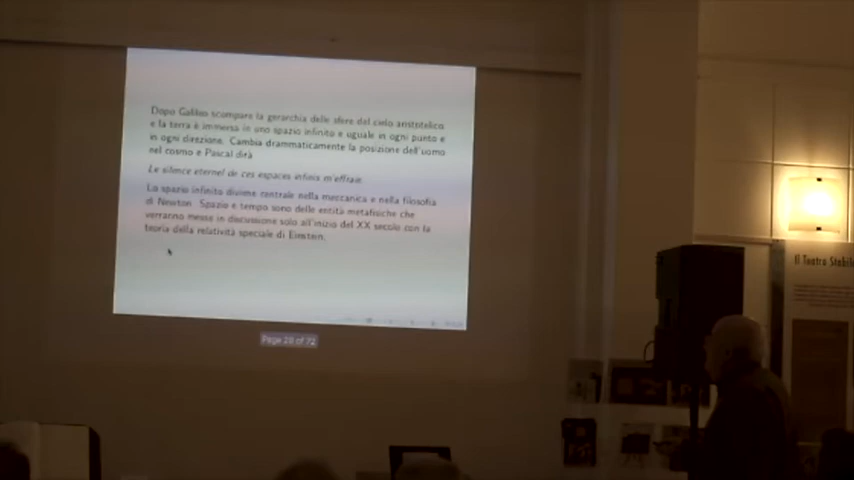 Dopo Galileo scompare la gerarchia delle sfere del cielo aristotelico
e la terra è immersa in uno spazio infinito e uguale in ogni punto e
in ogni direzione. Cambia drammaticamente la posizione dell'uomo
nel cosmo e Pascal dirà
Le silence eternel de ces espaces infinis m'effraie.
Lo spazio infinito diviene centrale nella meccanica e nella filosofia
di Newton. Spazio e tempo sono delle entità metafisiche che
verranno messe in discussione solo all'inizio del XX secolo con la
teoria della relatività speciale di Einstein.
Page 20 of 72
Il Teatro Stabile